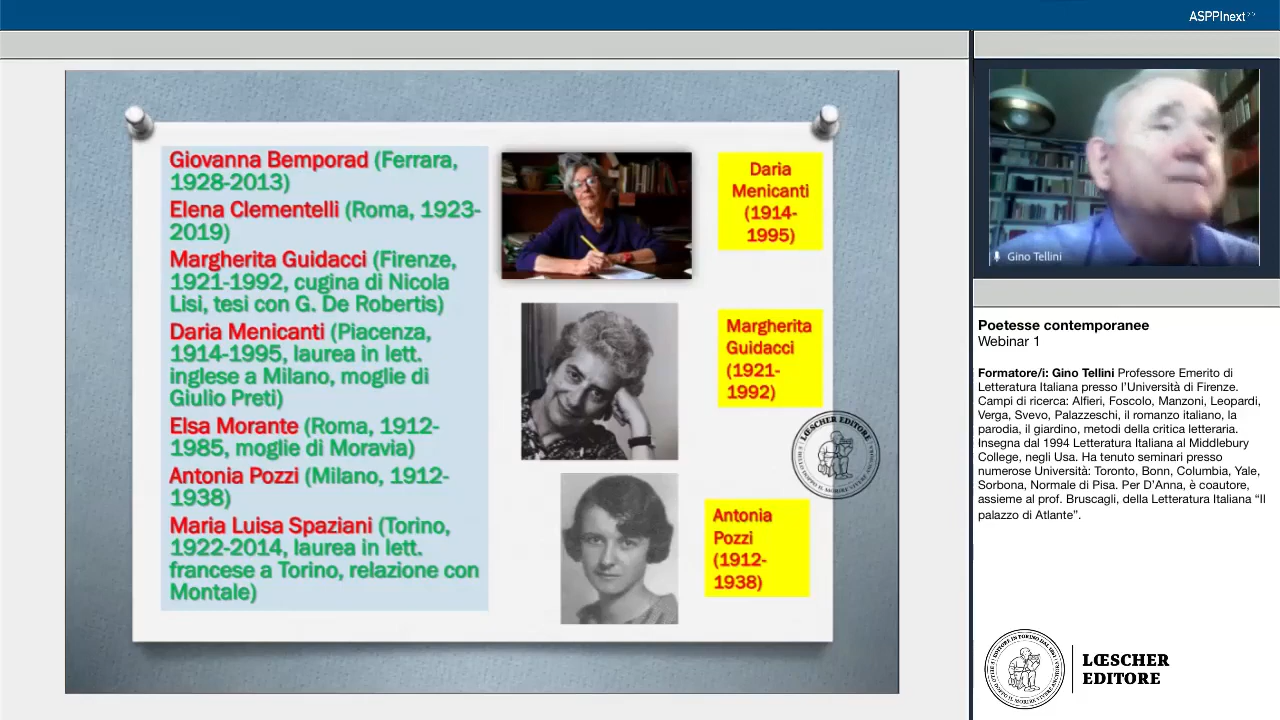 ASPPInext
Giovanna Bemporad (Ferrara,
1928-2013)
Elena Clementelli (Roma, 1923-
2019)
Margherita Guidacci (Firenze,
1921-1992, cugina di Nicola
Lisi, tesi con G. De Robertis)
Daria Menicanti (Piacenza,
1914-1995, laurea in lett.
inglese a Milano, moglie di
Giulio Preti)
Elsa Morante (Roma, 1912-
1985, moglie di Moravia)
Antonia Pozzi (Milano, 1912-
1938)
Maria Luisa Spaziani (Torino,
1922-2014, laurea in lett.
francese a Torino, relazione con
Montale)
Daria
Menicanti
(1914-
1995)
Margherita
Guidacci
(1921-
1992)
LŒSCHER EDITORE
Antonia
Pozzi
(1912-
1938)
Gino Tellini
Poetesse contemporanee
Webinar 1
Formatore/i: Gino Tellini Professore Emerito di
Letteratura Italiana presso l’Università di Firenze.
Campi di ricerca: Alfieri, Foscolo, Manzoni, Leopardi,
Verga, Svevo, Palazzeschi, il romanzo italiano, la
parodia, il giardino, metodi della critica letteraria.
Insegna dal 1994 Letteratura Italiana al Middlebury
College, negli Usa. Ha tenuto seminari presso
numerose Università: Toronto, Bonn, Columbia, Yale,
Sorbona, Normale di Pisa. Per D’Anna, è coautore,
assieme al prof. Bruscagli, della Letteratura Italiana “Il
palazzo di Atlante”.
LŒSCHER
EDITORE